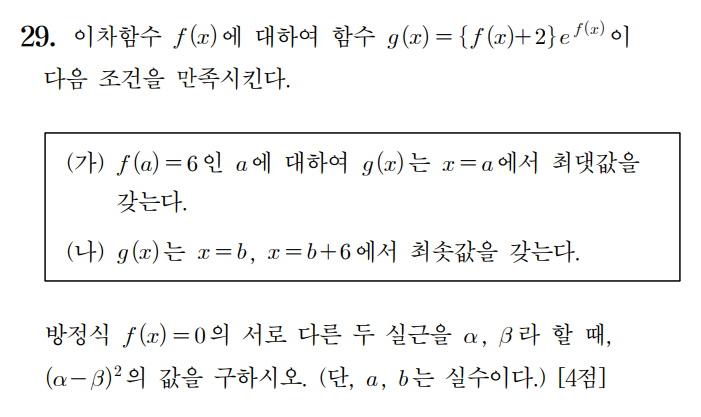 29. 이차함수 f(x)에 대하여 함수 g(x)={f(x)+2}e^{f(x)}이
다음 조건을 만족시킨다.
(가) f(a)=6인 a에 대하여 g(x)는 x=a에서 최댓값을
갖는다.
(나) g(x)는 x=b, x=b+6에서 최솟값을 갖는다.
방정식 f(x)=0의 서로 다른 두 실근을 α, β라 할 때,
(α-β)²의 값을 구하시오. (단, a, b는 실수이다.) [4점]